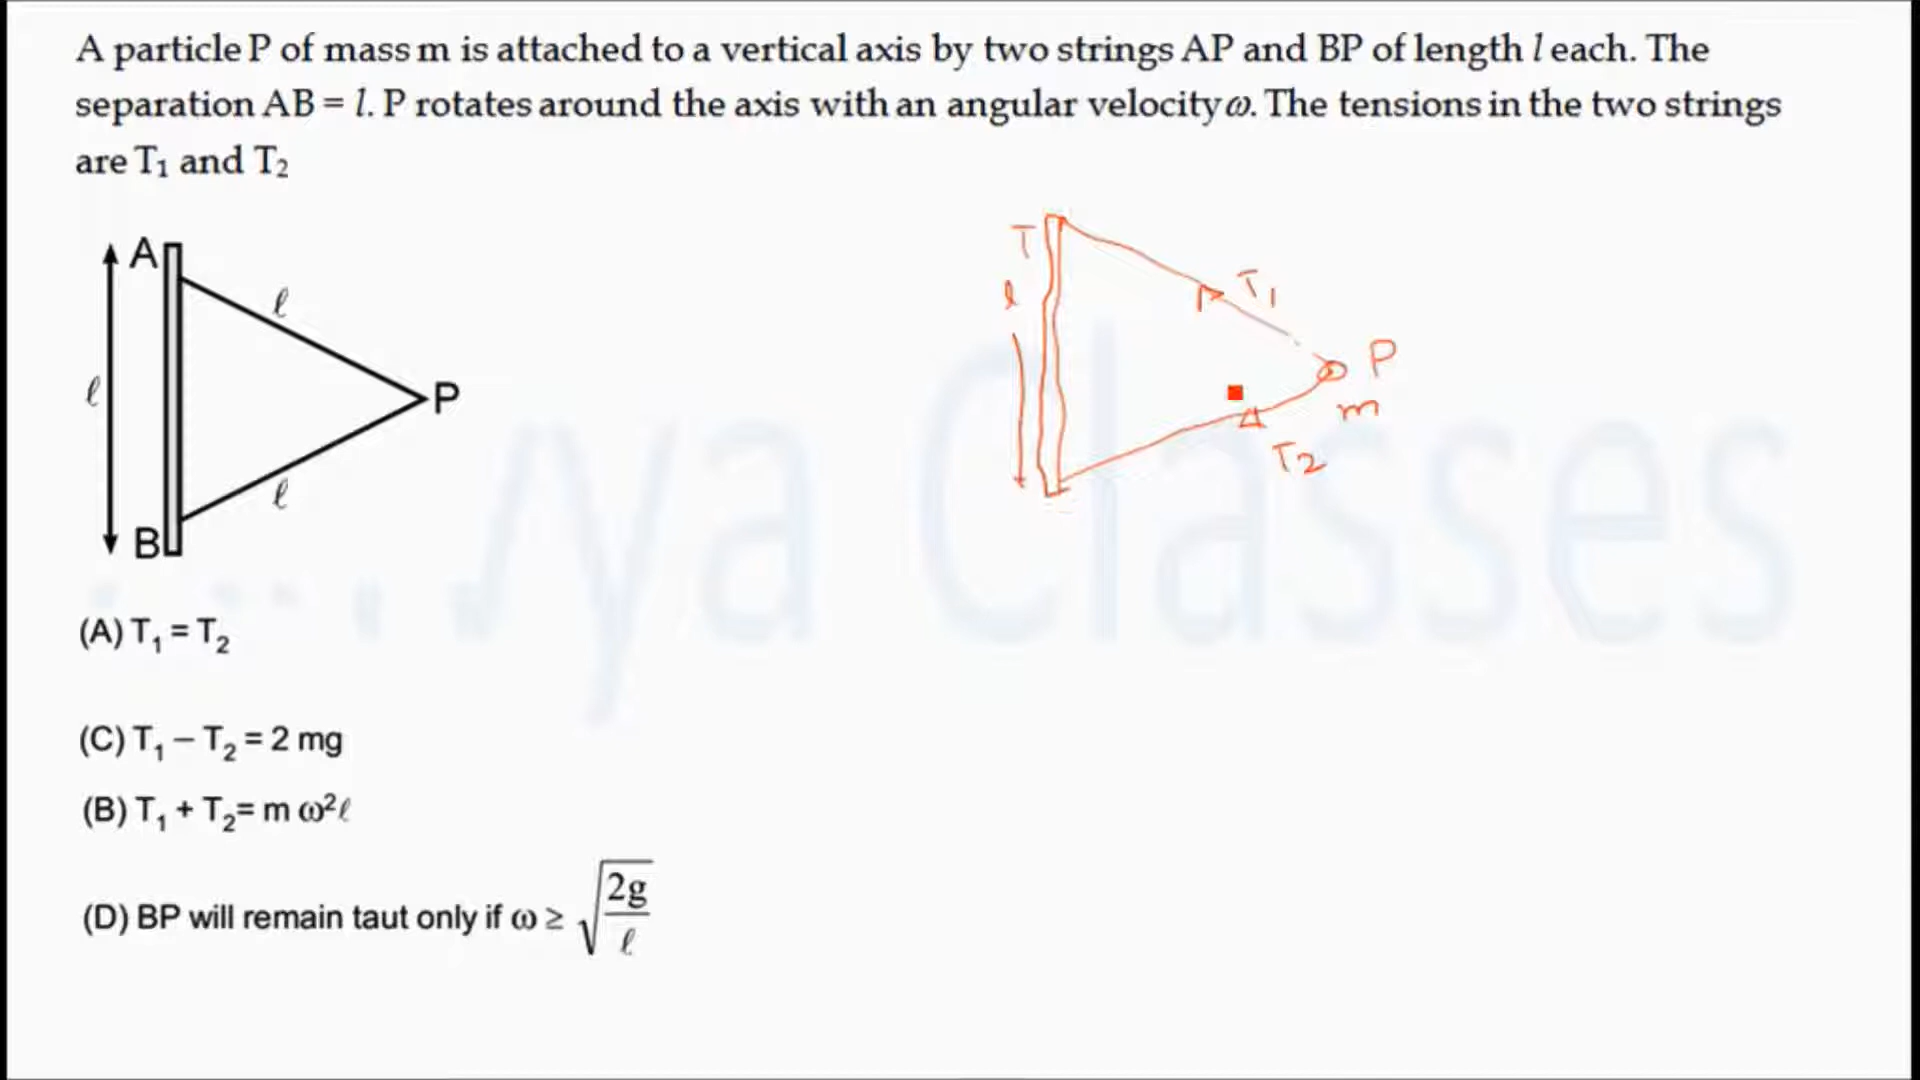 A particle P of mass m is attached to a vertical axis by two strings AP and BP of length l each. The
separation AB = l. P rotates around the axis with an angular velocity ω. The tensions in the two strings
are T₁ and T₂
A
ℓ
ℓ
P
ℓ
B
T
l
T₁
P
m
T₂
(A) T₁ = T₂
(C) T₁ – T₂ = 2 mg
(B) T₁ + T₂= m ω²ℓ
(D) BP will remain taut only if ω ≥ √(2g/ℓ)
ya Classes